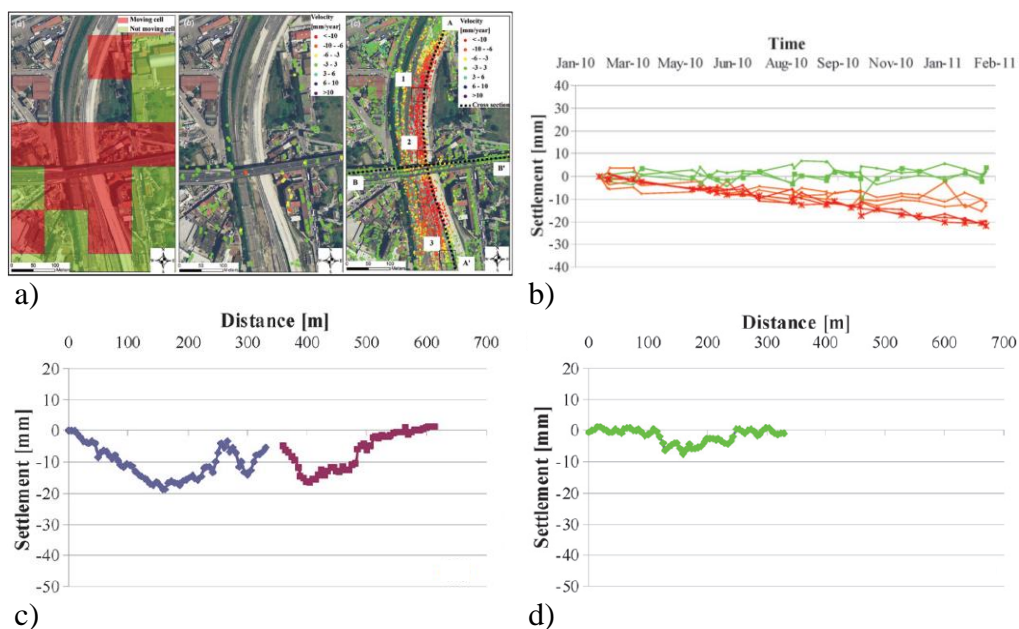 (a)
Moving cell
Not moving cell
(b)
Velocity
[mm/year]
< -10
-10 - -6
-6 - -3
-3 - 3
3 - 6
6 - 10
>10
(c)
Velocity
[mm/year]
< -10
-10 - -6
-6 - -3
-3 - 3
3 - 6
6 - 10
>10
Cross section
A
1
2
B'
B
3
A'
a)
Time
Jan-10 Mar-10 May-10 Jun-10 Aug-10 Sep-10 Nov-10 Jan-11 Feb-11
Settlement [mm]
40
30
20
10
0
-10
-20
-30
-40
b)
Distance [m]
0 100 200 300 400 500 600 700
Settlement [mm]
20
10
0
-10
-20
-30
-40
-50
c)
Distance [m]
0 100 200 300 400 500 600 700
Settlement [mm]
20
10
0
-10
-20
-30
-40
-50
d)